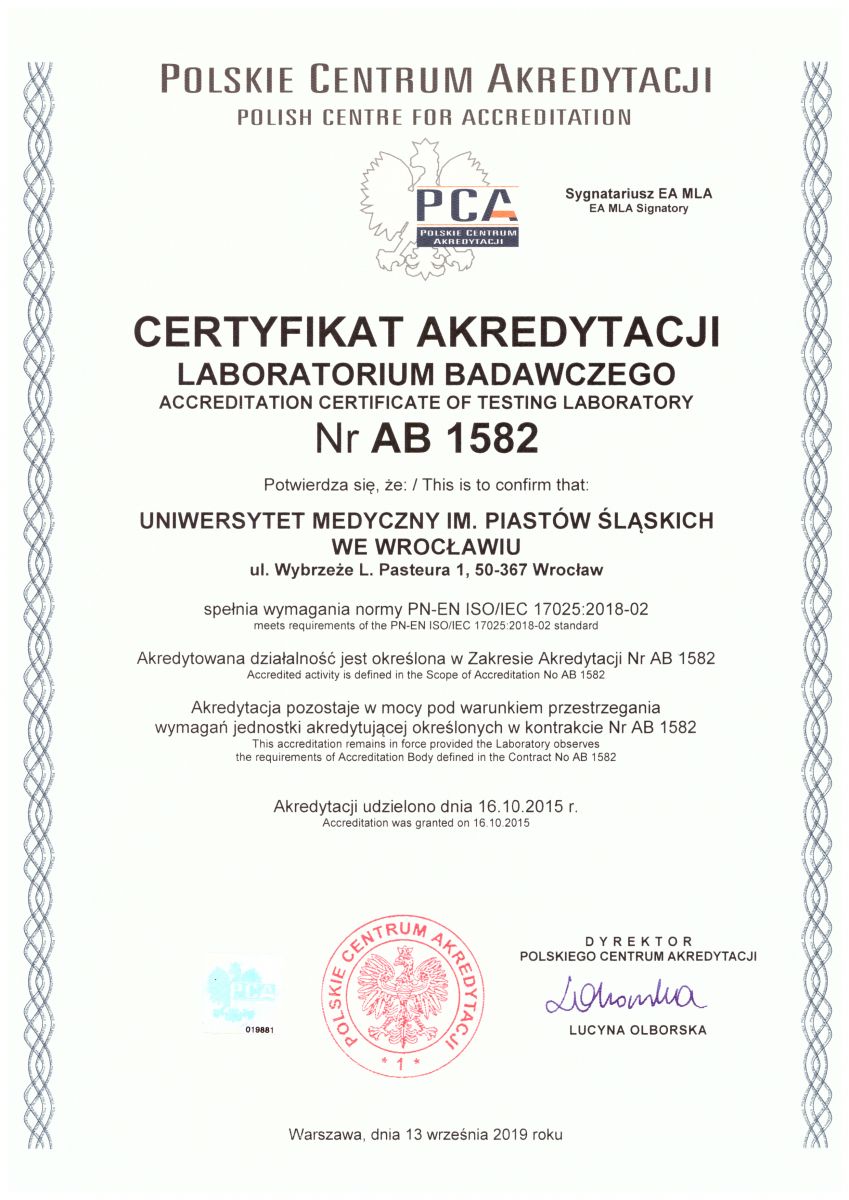 POLSKIE CENTRUM AKREDYTACJI
POLISH CENTRE FOR ACCREDITATION
PCA
POLSKIE CENTRUM
AKREDYTACJI
Sygnatariusz EA MLA
EA MLA Signatory
CERTYFIKAT AKREDYTACJI
LABORATORIUM BADAWCZEGO
ACCREDITATION CERTIFICATE OF TESTING LABORATORY
Nr AB 1582
Potwierdza się, że: / This is to confirm that:
UNIWERSYTET MEDYCZNY IM. PIASTÓW ŚLĄSKICH
WE WROCŁAWIU
ul. Wybrzeże L. Pasteura 1, 50-367 Wrocław
spełnia wymagania normy PN-EN ISO/IEC 17025:2018-02
meets requirements of the PN-EN ISO/IEC 17025:2018-02 standard
Akredytowana działalność jest określona w Zakresie Akredytacji Nr AB 1582
Accredited activity is defined in the Scope of Accreditation No AB 1582
Akredytacja pozostaje w mocy pod warunkiem przestrzegania
wymagań jednostki akredytującej określonych w kontrakcie Nr AB 1582
This accreditation remains in force provided the Laboratory observes
the requirements of Accreditation Body defined in the Contract No AB 1582
Akredytacji udzielono dnia 16.10.2015 r.
Accreditation was granted on 16.10.2015
PCA
019881
POLSKIE CENTRUM AKREDYTACJI
* 1 *
DYREKTOR
POLSKIEGO CENTRUM AKREDYTACJI
LUCYNA OLBORSKA
Warszawa, dnia 13 września 2019 roku